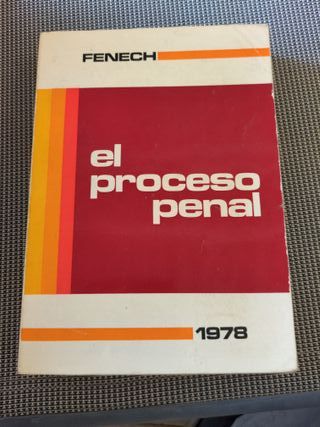 FENECH
el
proceso
penal
1978